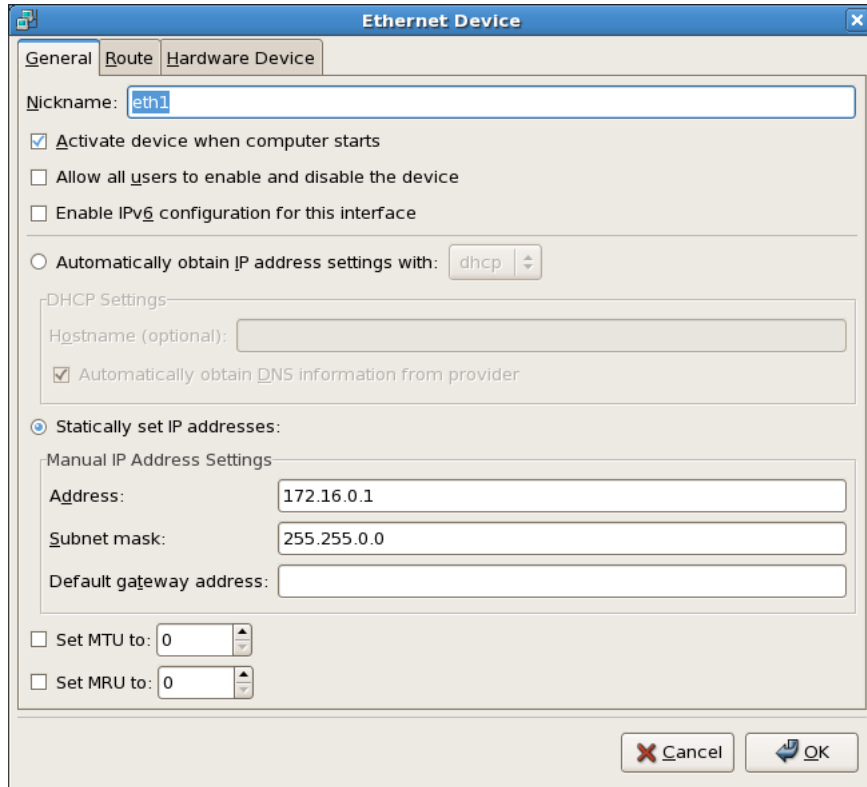 Ethernet Device
General Route Hardware Device
Nickname: eth1
Activate device when computer starts
Allow all users to enable and disable the device
Enable IPv6 configuration for this interface
Automatically obtain IP address settings with: dhcp
DHCP Settings
Hostname (optional):
Automatically obtain DNS information from provider
Statically set IP addresses:
Manual IP Address Settings
Address: 172.16.0.1
Subnet mask: 255.255.0.0
Default gateway address:
Set MTU to: 0
Set MRU to: 0
Cancel OK